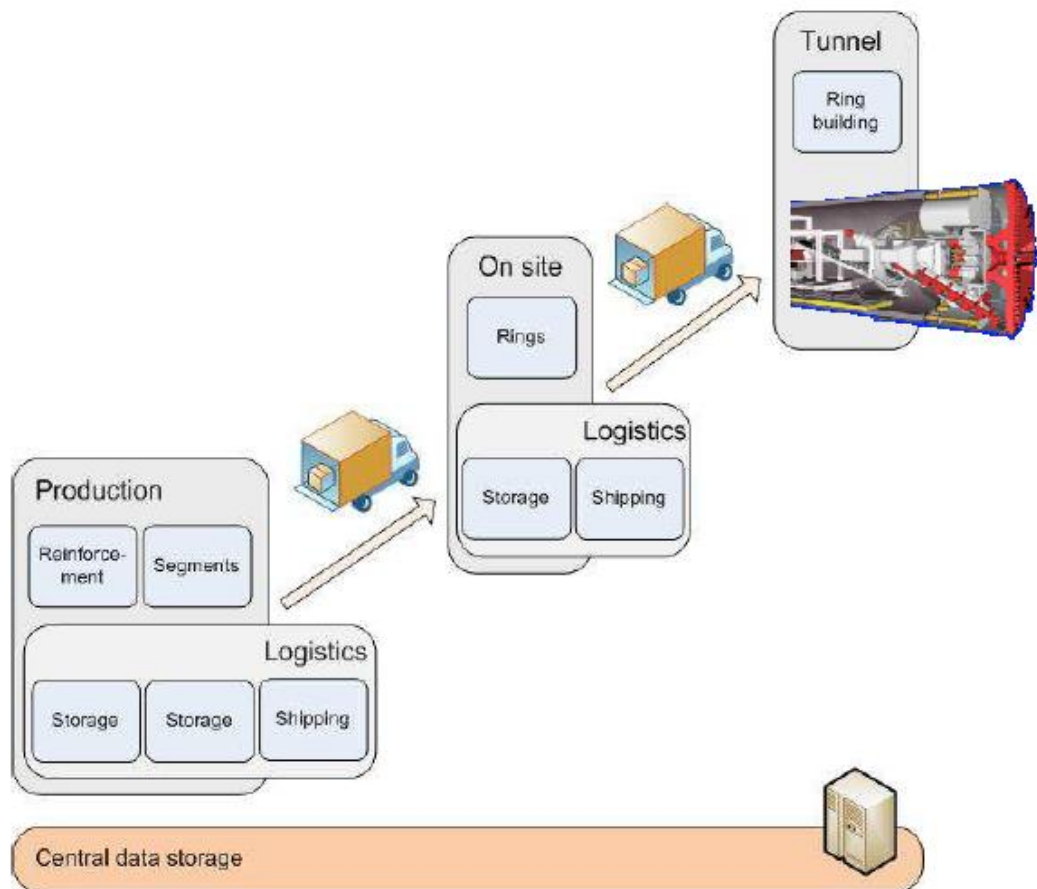 Tunnel
Ring
building
On site
Rings
Logistics
Storage
Shipping
Production
Reinforce-
ment
Segments
Logistics
Storage
Storage
Shipping
Central data storage